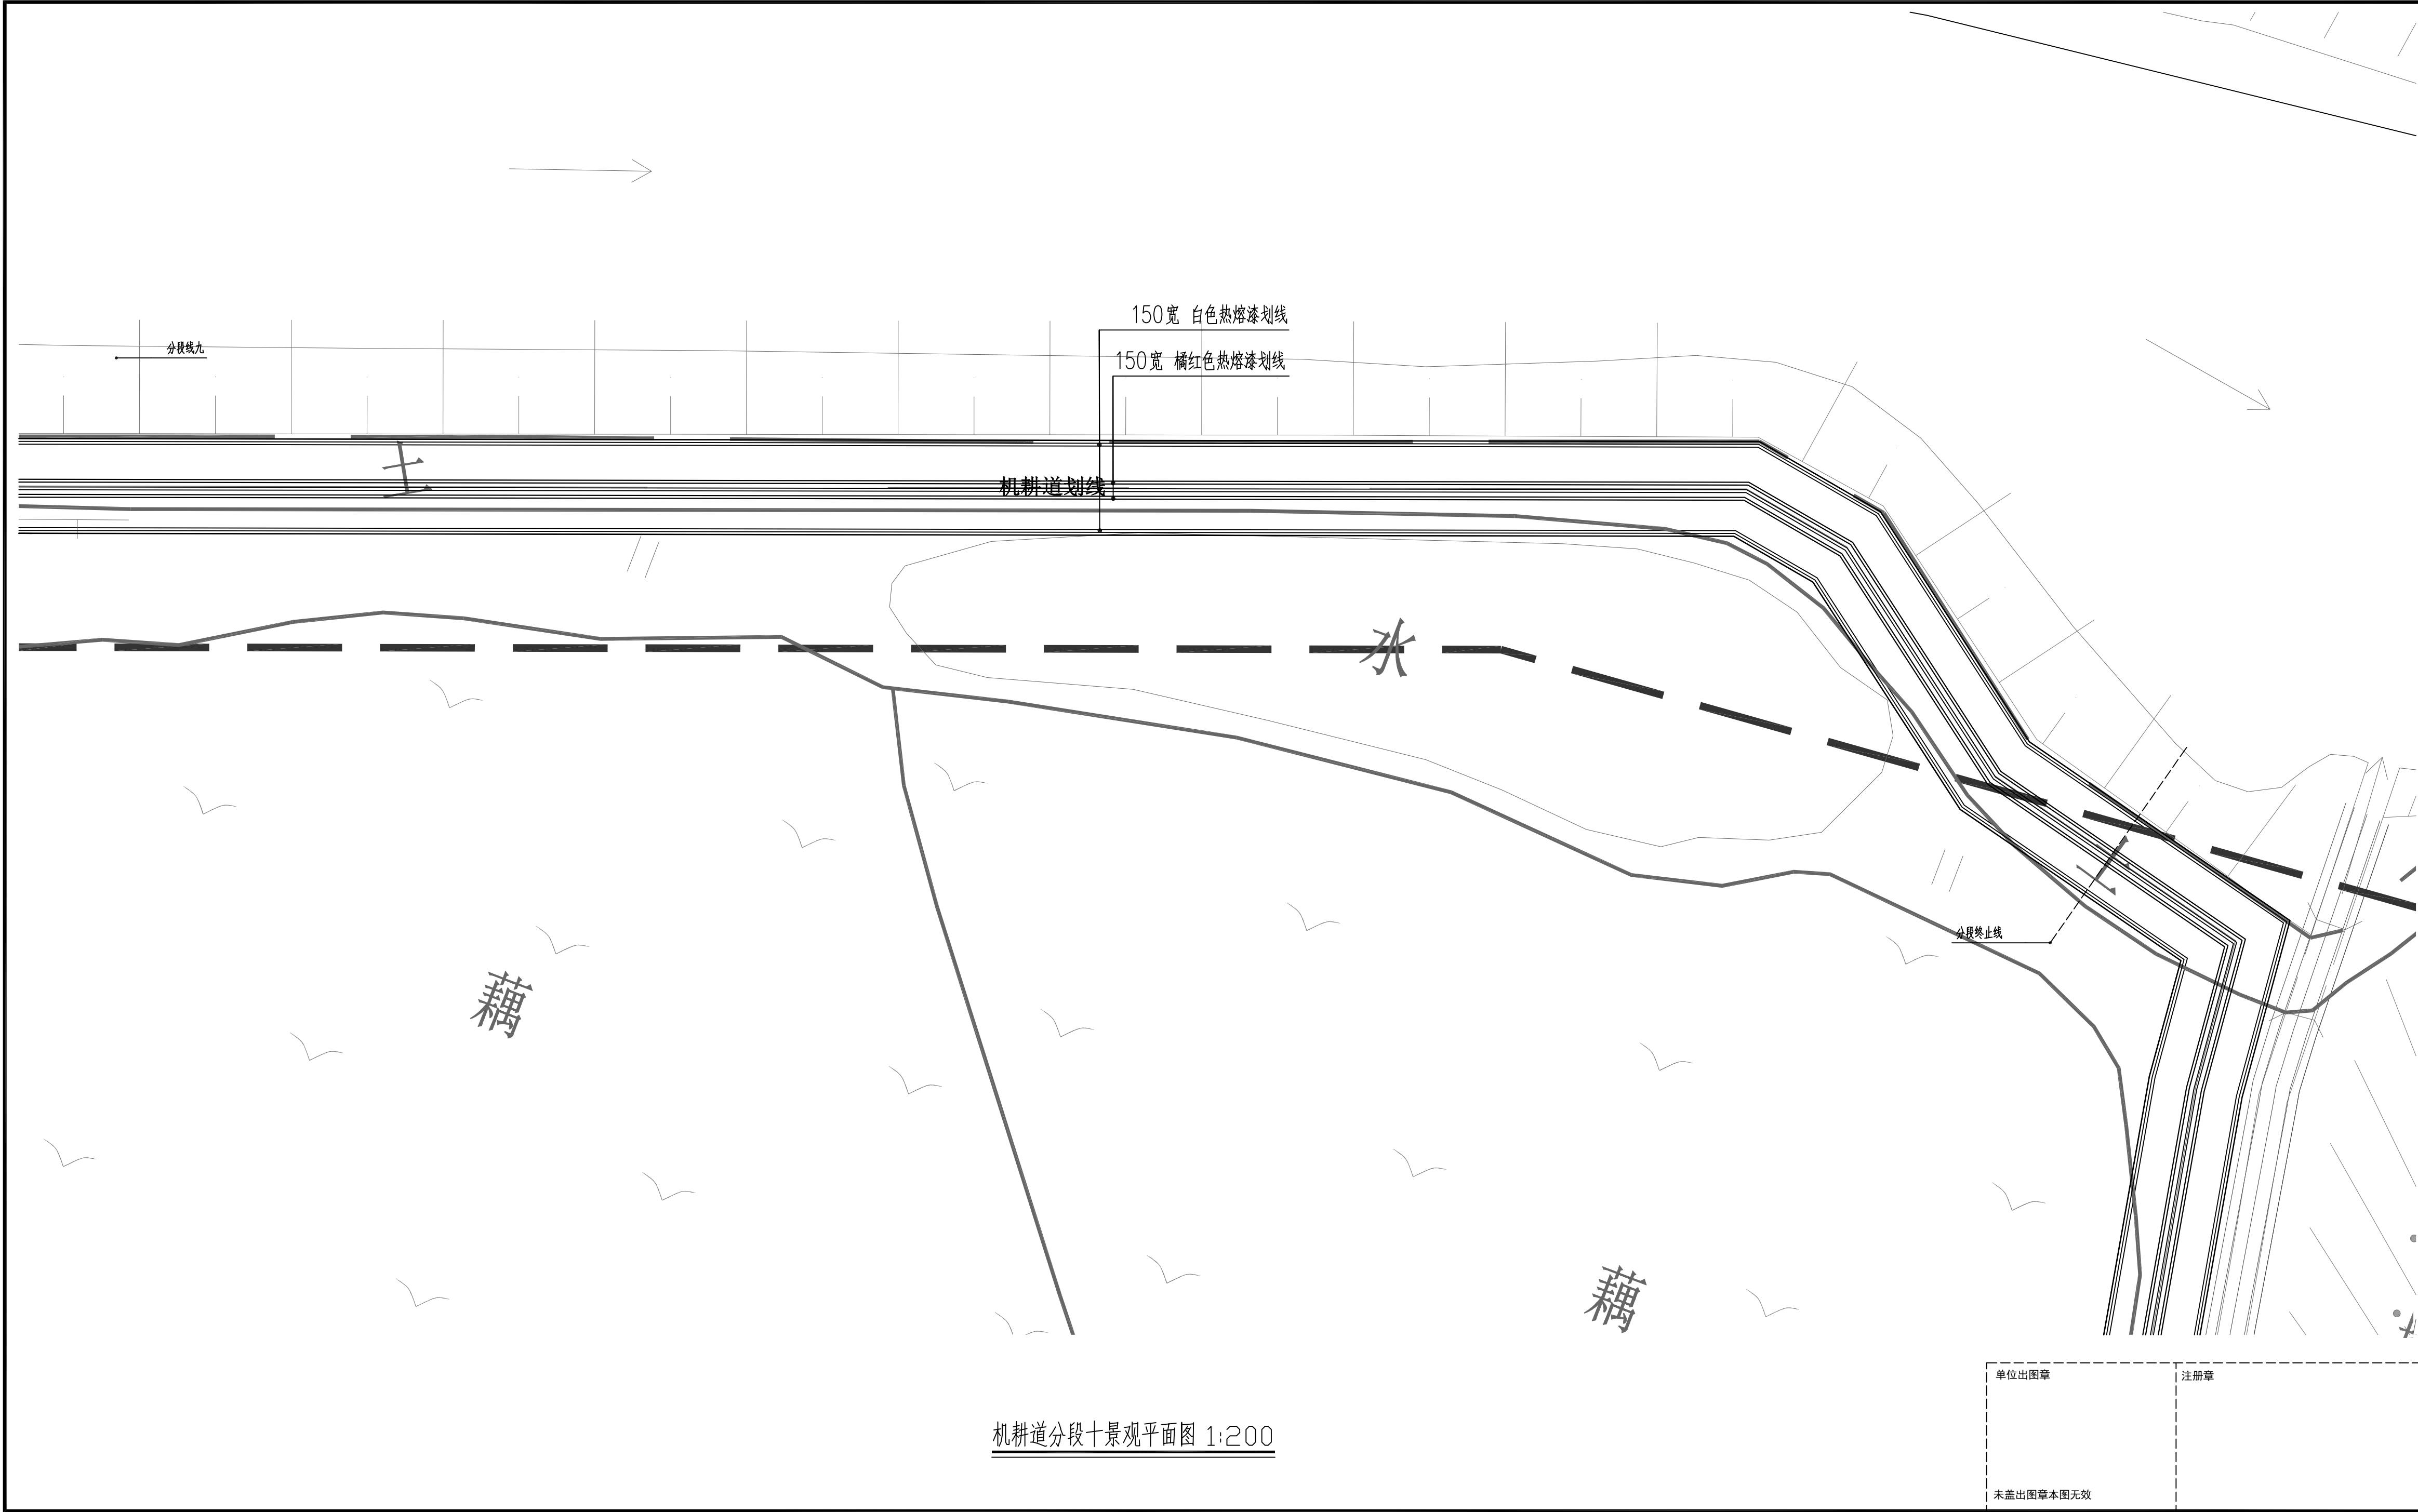 150宽 白色热熔漆划线
分段线九
150宽 橘红色热熔漆划线
土
机耕道划线
水
土
分段终止线
藕
藕
单位出图章
注册章
机耕道分段十景观平面图 1:200
未盖出图章本图无效